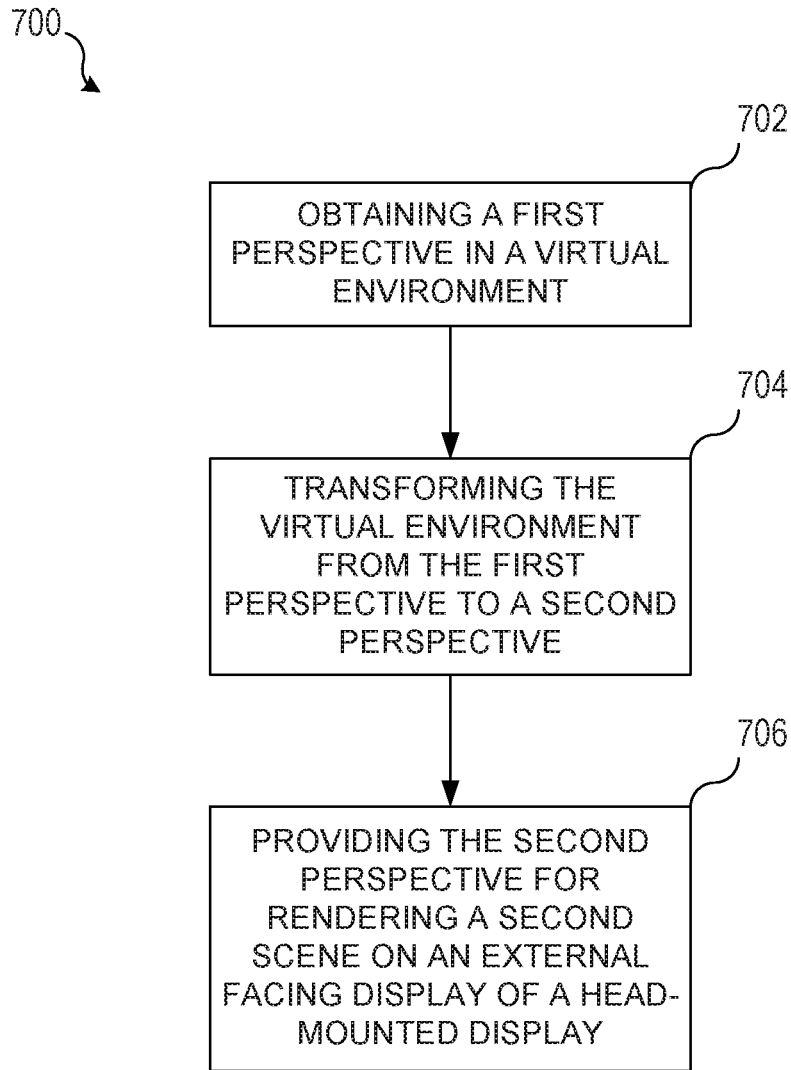 700
702
OBTAINING A FIRST
PERSPECTIVE IN A VIRTUAL
ENVIRONMENT
704
TRANSFORMING THE
VIRTUAL ENVIRONMENT
FROM THE FIRST
PERSPECTIVE TO A SECOND
PERSPECTIVE
706
PROVIDING THE SECOND
PERSPECTIVE FOR
RENDERING A SECOND
SCENE ON AN EXTERNAL
FACING DISPLAY OF A HEAD-
MOUNTED DISPLAY